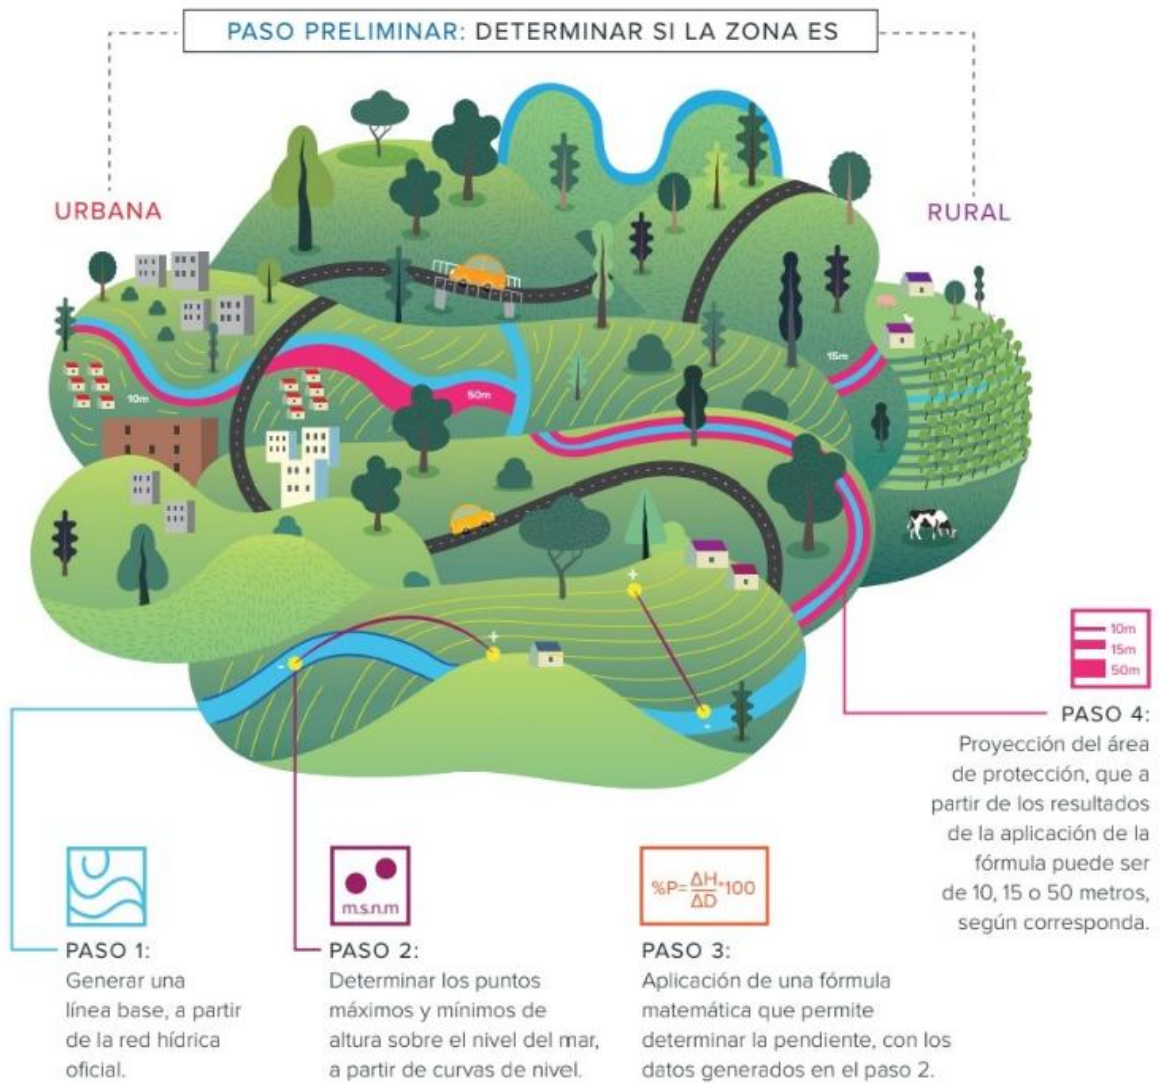 PASO PRELIMINAR: DETERMINAR SI LA ZONA ES
URBANA
RURAL
15m
10m
50m
+
+
-
-
10m
15m
50m
PASO 4:
Proyección del área
de protección, que a
partir de los resultados
de la aplicación de la
fórmula puede ser
de 10, 15 o 50 metros,
según corresponda.
PASO 1:
Generar una
línea base, a partir
de la red hídrica
oficial.
m.s.n.m
PASO 2:
Determinar los puntos
máximos y mínimos de
altura sobre el nivel del mar,
a partir de curvas de nivel.
%P=ΔH/ΔD*100
PASO 3:
Aplicación de una fórmula
matemática que permite
determinar la pendiente, con los
datos generados en el paso 2.